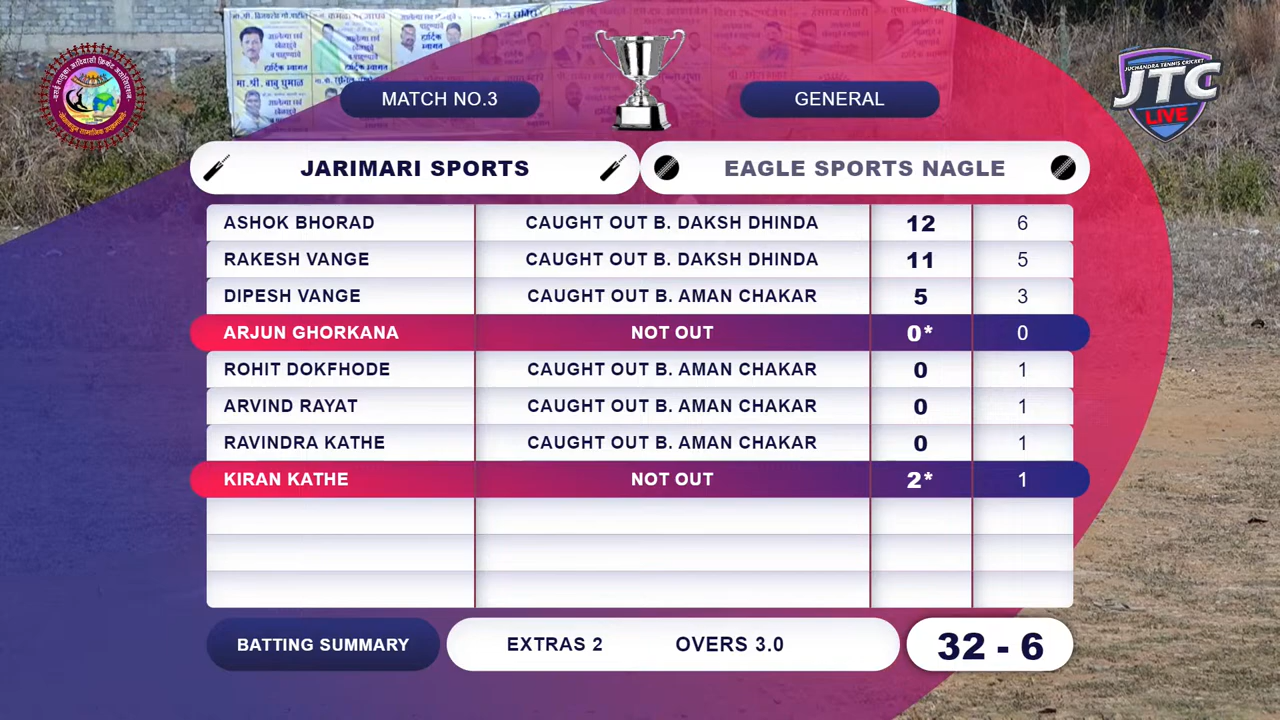 MATCH NO.3
GENERAL
JUCHANDRA TENNIS CRICKET
JTC
LIVE
JARIMARI SPORTS
EAGLE SPORTS NAGLE
ASHOK BHORAD CAUGHT OUT B. DAKSH DHINDA 12 6
RAKESH VANGE CAUGHT OUT B. DAKSH DHINDA 11 5
DIPESH VANGE CAUGHT OUT B. AMAN CHAKAR 5 3
ARJUN GHORKANA NOT OUT 0* 0
ROHIT DOKFHODE CAUGHT OUT B. AMAN CHAKAR 0 1
ARVIND RAYAT CAUGHT OUT B. AMAN CHAKAR 0 1
RAVINDRA KATHE CAUGHT OUT B. AMAN CHAKAR 0 1
KIRAN KATHE NOT OUT 2* 1
BATTING SUMMARY EXTRAS 2 OVERS 3.0 32 - 6